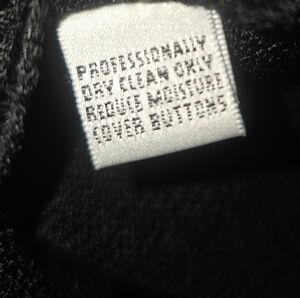 PROFESSIONALLY
DRY CLEAN ONLY
REDUCE MOISTURE
COVER BUTTONS